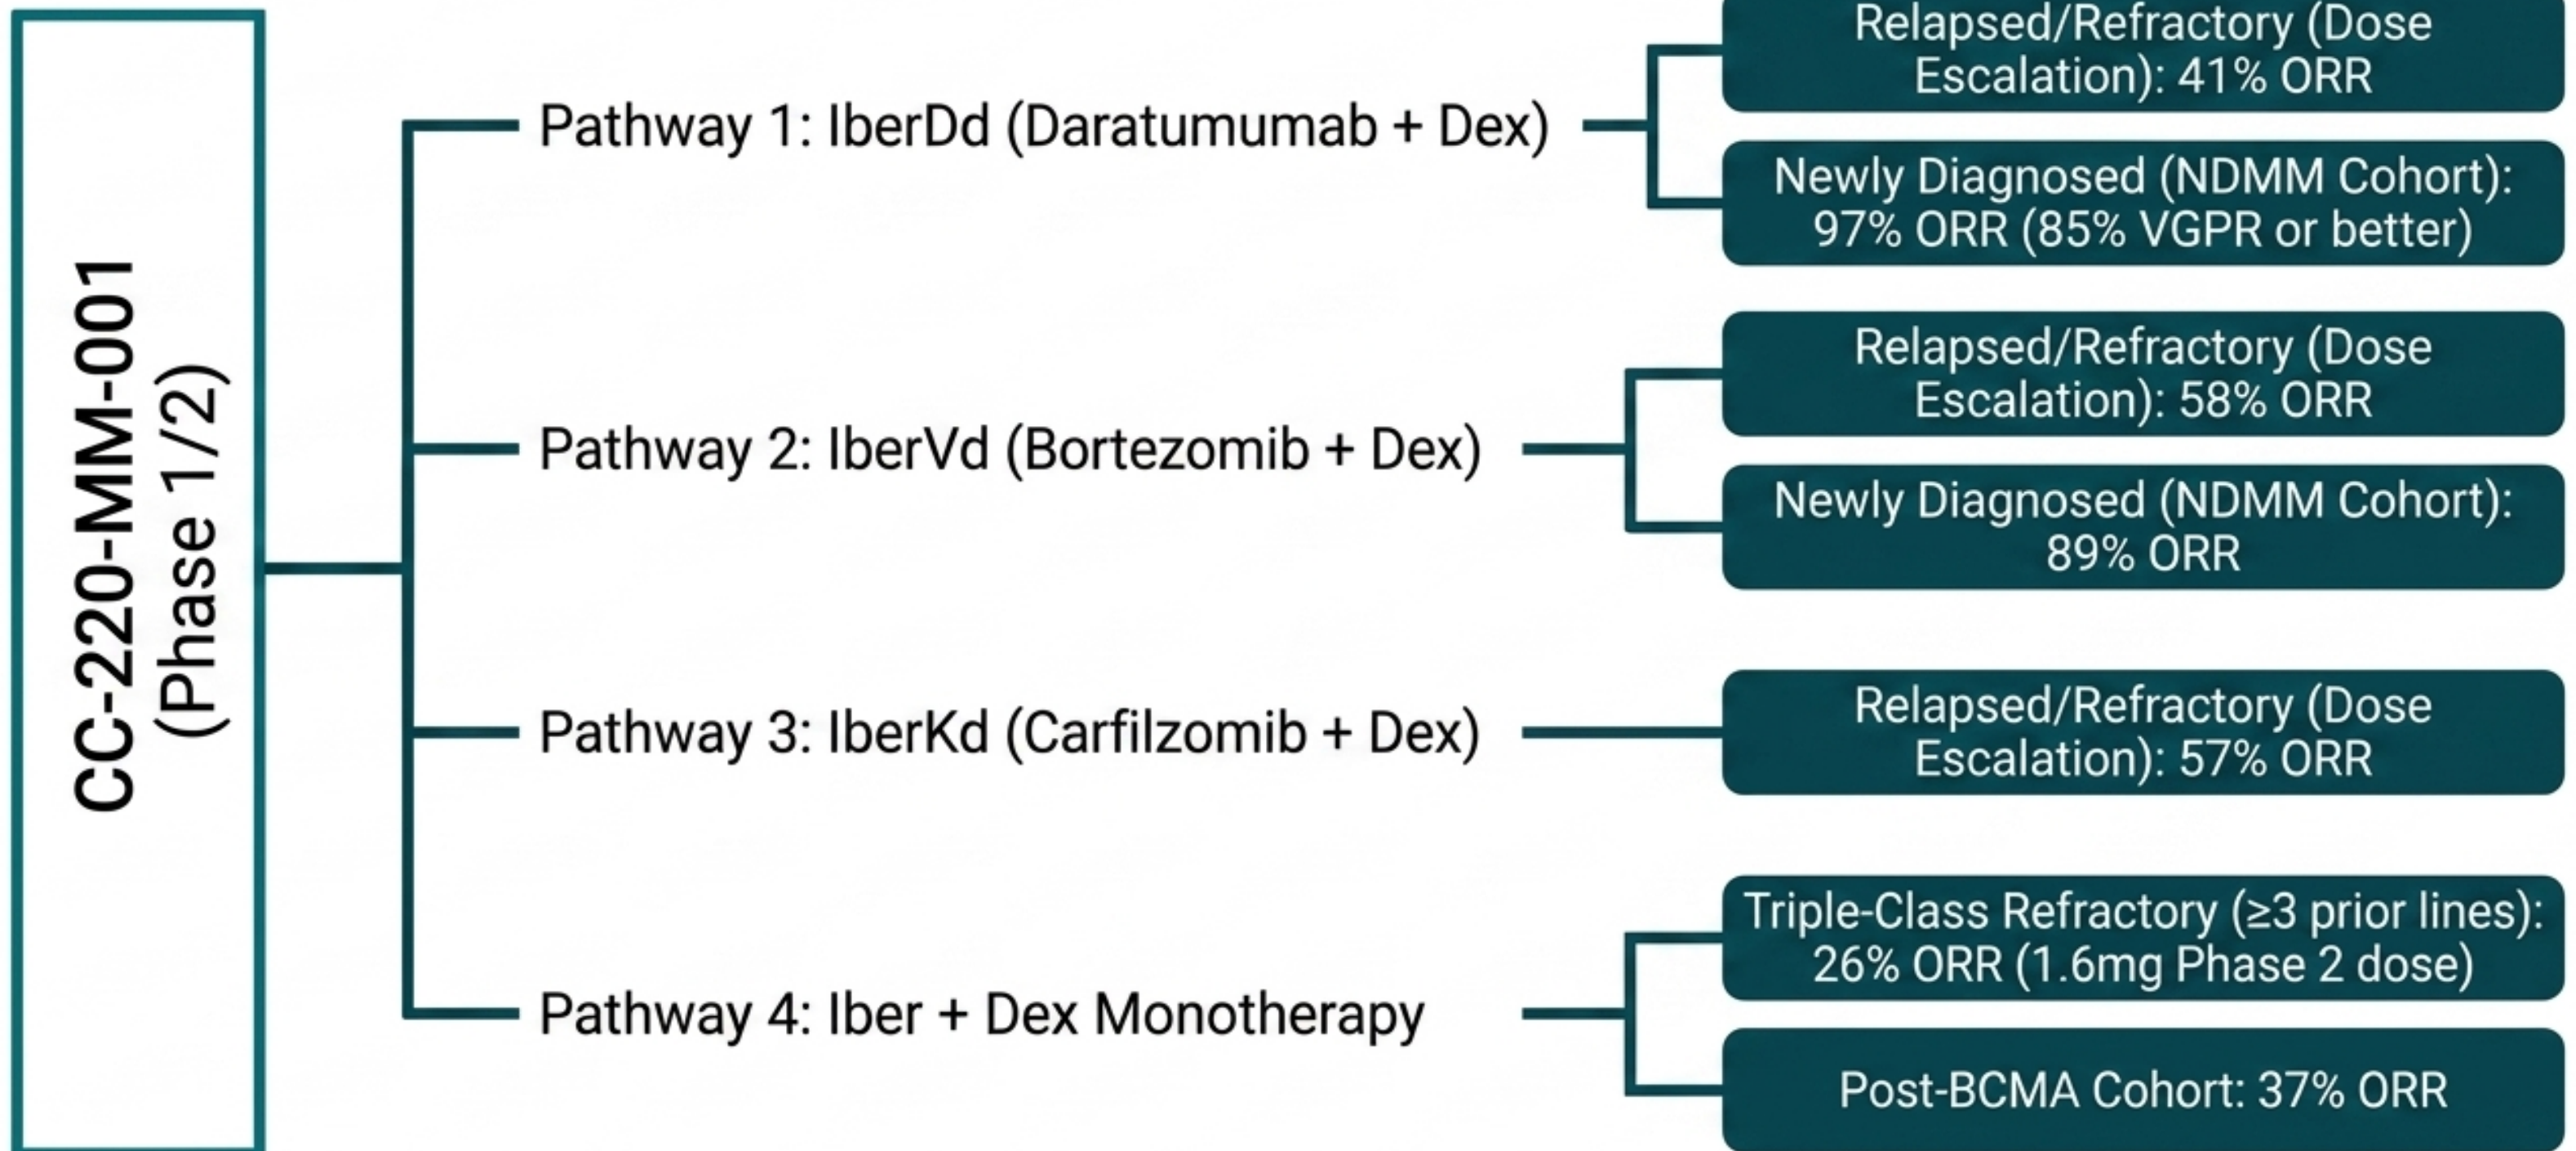 CC-220-MM-001
(Phase 1/2)
Pathway 1: IberDd (Daratumumab + Dex)
Relapsed/Refractory (Dose
Escalation): 41% ORR
Newly Diagnosed (NDMM Cohort):
97% ORR (85% VGPR or better)
Pathway 2: IberVd (Bortezomib + Dex)
Relapsed/Refractory (Dose
Escalation): 58% ORR
Newly Diagnosed (NDMM Cohort):
89% ORR
Pathway 3: IberKd (Carfilzomib + Dex)
Relapsed/Refractory (Dose
Escalation): 57% ORR
Pathway 4: Iber + Dex Monotherapy
Triple-Class Refractory (≥3 prior lines):
26% ORR (1.6mg Phase 2 dose)
Post-BCMA Cohort: 37% ORR